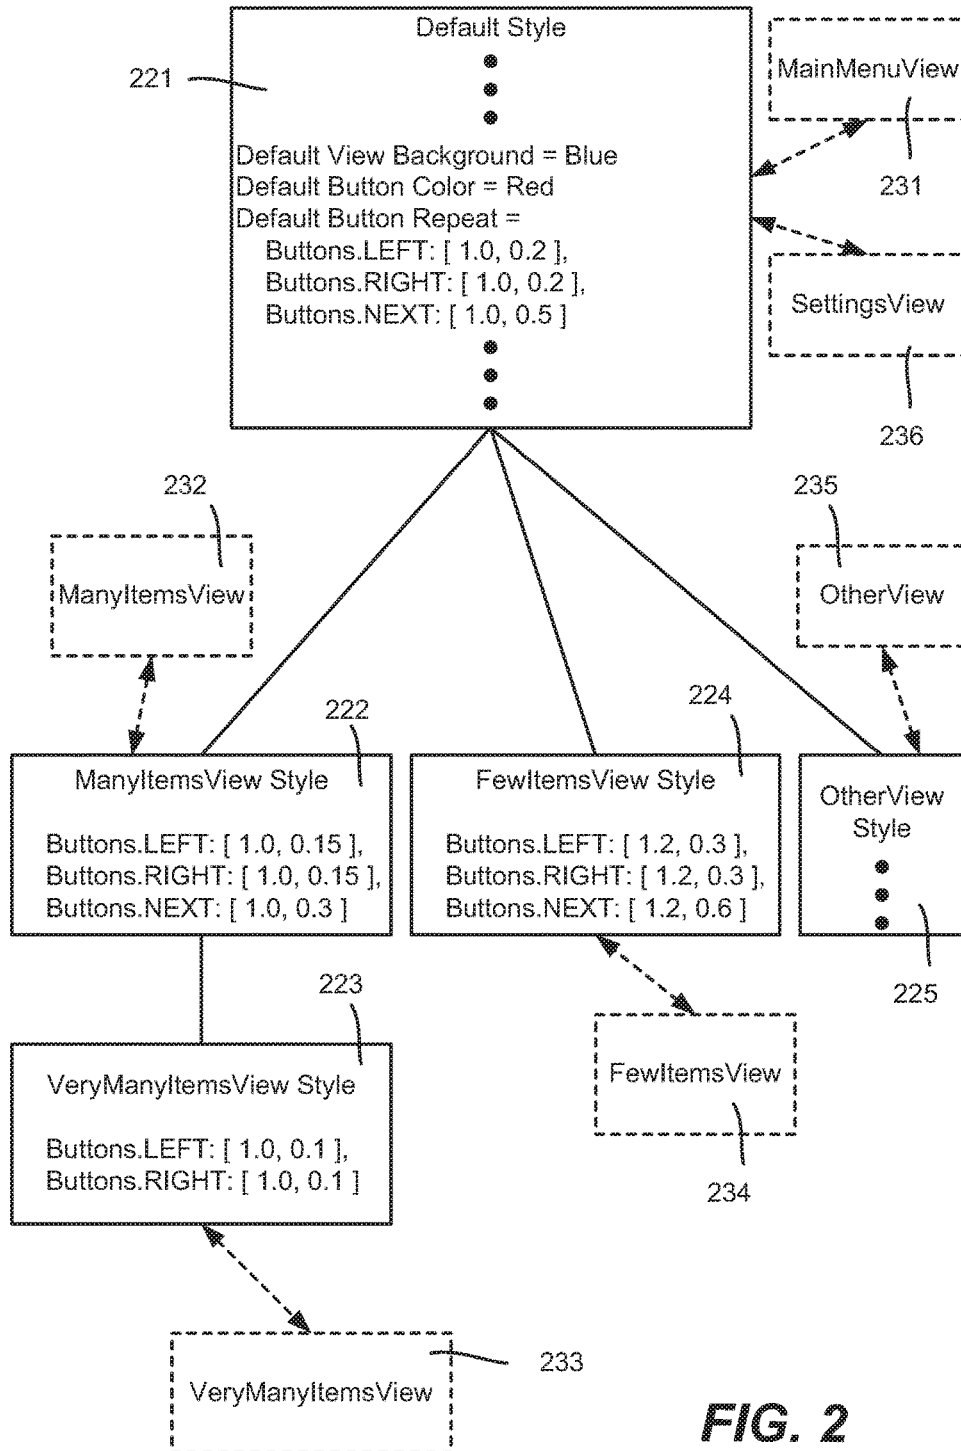 Default Style
221
MainMenuView
231
Default View Background = Blue
Default Button Color = Red
Default Button Repeat =
Buttons.LEFT: [ 1.0, 0.2 ],
Buttons.RIGHT: [ 1.0, 0.2 ],
Buttons.NEXT: [ 1.0, 0.5 ]
SettingsView
236
232
ManyItemsView
235
OtherView
222
ManyItemsView Style
Buttons.LEFT: [ 1.0, 0.15 ],
Buttons.RIGHT: [ 1.0, 0.15 ],
Buttons.NEXT: [ 1.0, 0.3 ]
224
FewItemsView Style
Buttons.LEFT: [ 1.2, 0.3 ],
Buttons.RIGHT: [ 1.2, 0.3 ],
Buttons.NEXT: [ 1.2, 0.6 ]
OtherView
Style
225
223
VeryManyItemsView Style
Buttons.LEFT: [ 1.0, 0.1 ],
Buttons.RIGHT: [ 1.0, 0.1 ]
FewItemsView
234
233
VeryManyItemsView
FIG. 2